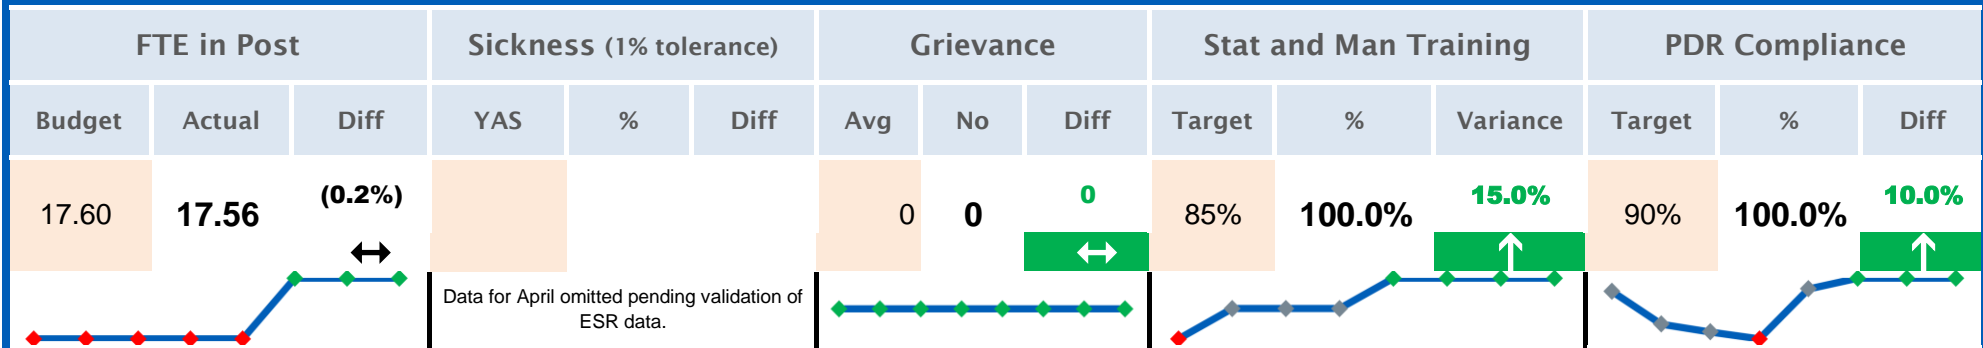 FTE in Post Sickness (1% tolerance) Grievance Stat and Man Training PDR Compliance
Budget Actual Diff YAS % Diff Avg No Diff Target % Variance Target % Diff
17.60 17.56 (0.2%) 0 0 0 85% 100.0% 15.0% 90% 100.0% 10.0%
↔ ↔ ↑ ↑
Data for April omitted pending validation of
ESR data.